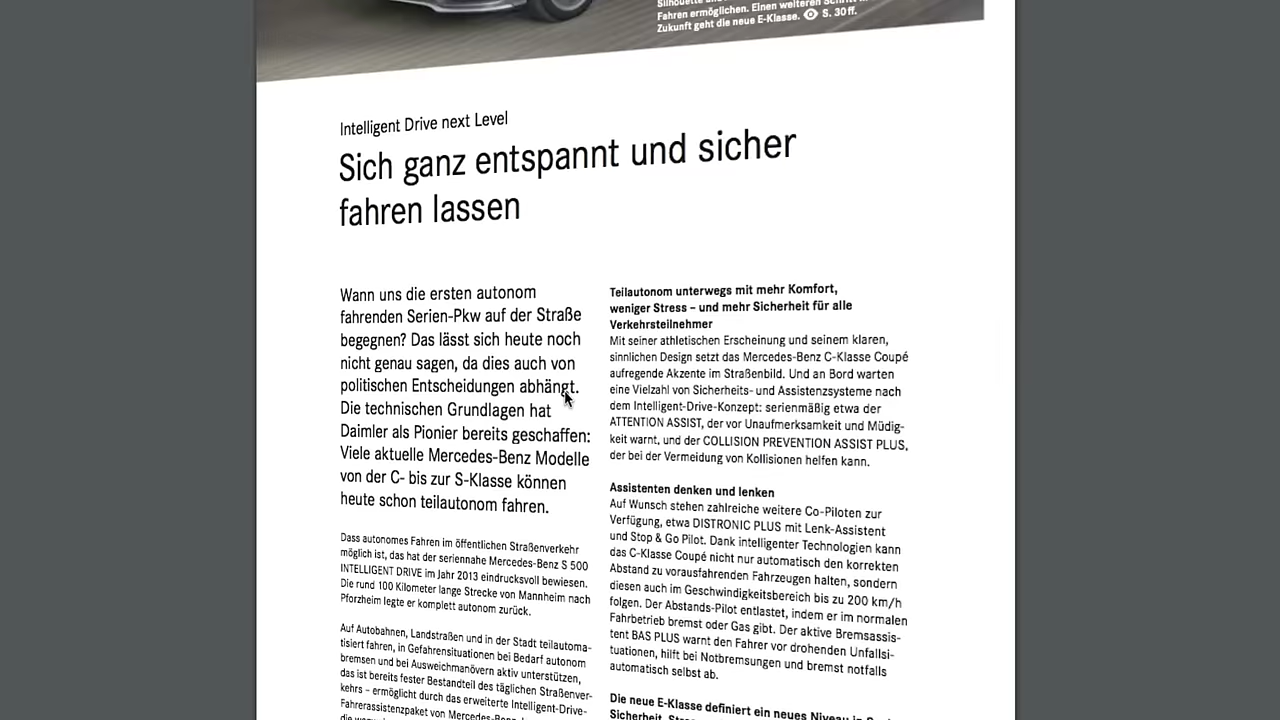 Fahren ermöglichen. Einen weiteren
Zukunft geht die neue E-Klasse. S. 30 ff.
Intelligent Drive next Level
Sich ganz entspannt und sicher
fahren lassen
Wann uns die ersten autonom
fahrenden Serien-Pkw auf der Straße
begegnen? Das lässt sich heute noch
nicht genau sagen, da dies auch von
politischen Entscheidungen abhängt.
Die technischen Grundlagen hat
Daimler als Pionier bereits geschaffen:
Viele aktuelle Mercedes-Benz Modelle
von der C- bis zur S-Klasse können
heute schon teilautonom fahren.
Dass autonomes Fahren im öffentlichen Straßenverkehr
möglich ist, das hat der seriennahe Mercedes-Benz S 500
INTELLIGENT DRIVE im Jahr 2013 eindrucksvoll bewiesen.
Die rund 100 Kilometer lange Strecke von Mannheim nach
Pforzheim legte er komplett autonom zurück.
Auf Autobahnen, Landstraßen und in der Stadt teilautoma-
tisiert fahren, in Gefahrensituationen bei Bedarf autonom
bremsen und bei Ausweichmanövern aktiv unterstützen,
das ist bereits fester Bestandteil des täglichen Straßenver-
kehrs – ermöglicht durch das erweiterte Intelligent-Drive-
Fahrerassistenzpaket von Mercedes-Benz
Teilautonom unterwegs mit mehr Komfort,
weniger Stress – und mehr Sicherheit für alle
Verkehrsteilnehmer
Mit seiner athletischen Erscheinung und seinem klaren,
sinnlichen Design setzt das Mercedes-Benz C-Klasse Coupé
aufregende Akzente im Straßenbild. Und an Bord warten
eine Vielzahl von Sicherheits- und Assistenzsysteme nach
dem Intelligent-Drive-Konzept: serienmäßig etwa der
ATTENTION ASSIST, der vor Unaufmerksamkeit und Müdig-
keit warnt, und der COLLISION PREVENTION ASSIST PLUS,
der bei der Vermeidung von Kollisionen helfen kann.
Assistenten denken und lenken
Auf Wunsch stehen zahlreiche weitere Co-Piloten zur
Verfügung, etwa DISTRONIC PLUS mit Lenk-Assistent
und Stop & Go Pilot. Dank intelligenter Technologien kann
das C-Klasse Coupé nicht nur automatisch den korrekten
Abstand zu vorausfahrenden Fahrzeugen halten, sondern
diesen auch im Geschwindigkeitsbereich bis zu 200 km/h
folgen. Der Abstands-Pilot entlastet, indem er im normalen
Fahrbetrieb bremst oder Gas gibt. Der aktive Bremsassis-
tent BAS PLUS warnt den Fahrer vor drohenden Unfallsi-
tuationen, hilft bei Notbremsungen und bremst notfalls
automatisch selbst ab.
Die neue E-Klasse definiert ein neues Niveau in